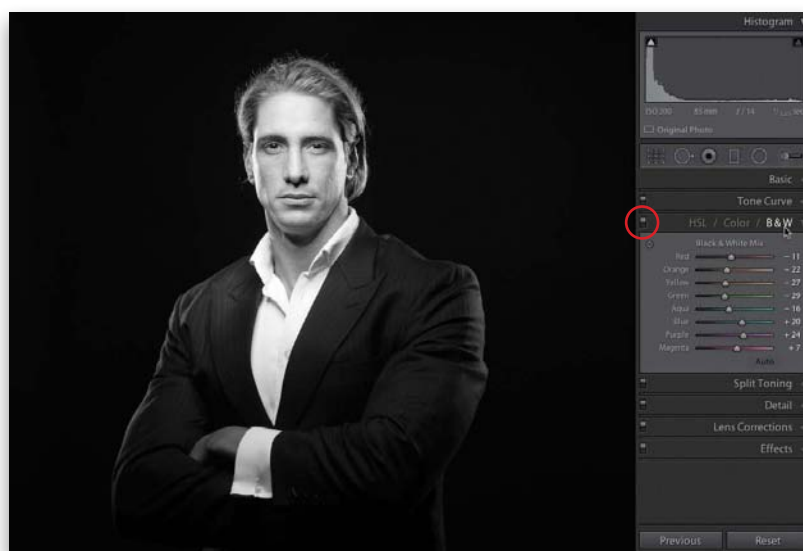 Histogram
ISO 200 85 mm f / 14
Original Photo
Basic
Tone Curve
HSL / Color / B & W
Black & White Mix
Red – 11
Orange – 22
Yellow – 27
Green – 29
Aqua – 16
Blue + 20
Purple + 24
Magenta + 7
Auto
Split Toning
Detail
Lens Corrections
Effects
Previous Reset